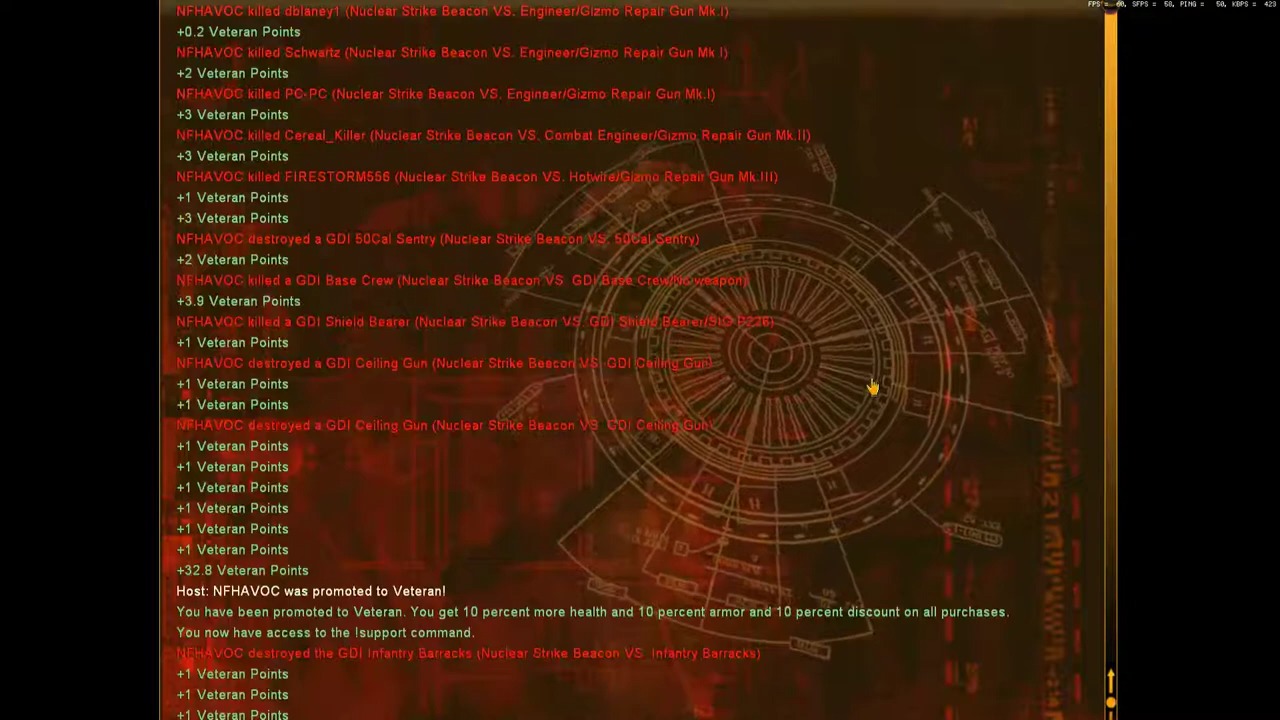 FPS = 60, SFPS = 58, PING = 50, KBPS = 423
NFHAVOC killed dblaney1 (Nuclear Strike Beacon VS. Engineer/Gizmo Repair Gun Mk.I)
+0.2 Veteran Points
NFHAVOC killed Schwartz (Nuclear Strike Beacon VS. Engineer/Gizmo Repair Gun Mk.I)
+2 Veteran Points
NFHAVOC killed PC-PC (Nuclear Strike Beacon VS. Engineer/Gizmo Repair Gun Mk.I)
+3 Veteran Points
NFHAVOC killed Cereal_Killer (Nuclear Strike Beacon VS. Combat Engineer/Gizmo Repair Gun Mk.II)
+3 Veteran Points
NFHAVOC killed FIRESTORM556 (Nuclear Strike Beacon VS. Hotwire/Gizmo Repair Gun Mk.III)
+1 Veteran Points
+3 Veteran Points
NFHAVOC destroyed a GDI 50Cal Sentry (Nuclear Strike Beacon VS. 50Cal Sentry)
+2 Veteran Points
NFHAVOC killed a GDI Base Crew (Nuclear Strike Beacon VS. GDI Base Crew/No weapon)
+3.9 Veteran Points
NFHAVOC killed a GDI Shield Bearer (Nuclear Strike Beacon VS. GDI Shield Bearer/SIG P226)
+1 Veteran Points
NFHAVOC destroyed a GDI Ceiling Gun (Nuclear Strike Beacon VS. GDI Ceiling Gun)
+1 Veteran Points
+1 Veteran Points
NFHAVOC destroyed a GDI Ceiling Gun (Nuclear Strike Beacon VS. GDI Ceiling Gun)
+1 Veteran Points
+1 Veteran Points
+1 Veteran Points
+1 Veteran Points
+1 Veteran Points
+1 Veteran Points
+32.8 Veteran Points
Host: NFHAVOC was promoted to Veteran!
You have been promoted to Veteran. You get 10 percent more health and 10 percent armor and 10 percent discount on all purchases.
You now have access to the !support command.
NFHAVOC destroyed the GDI Infantry Barracks (Nuclear Strike Beacon VS. Infantry Barracks)
+1 Veteran Points
+1 Veteran Points
+1 Veteran Points